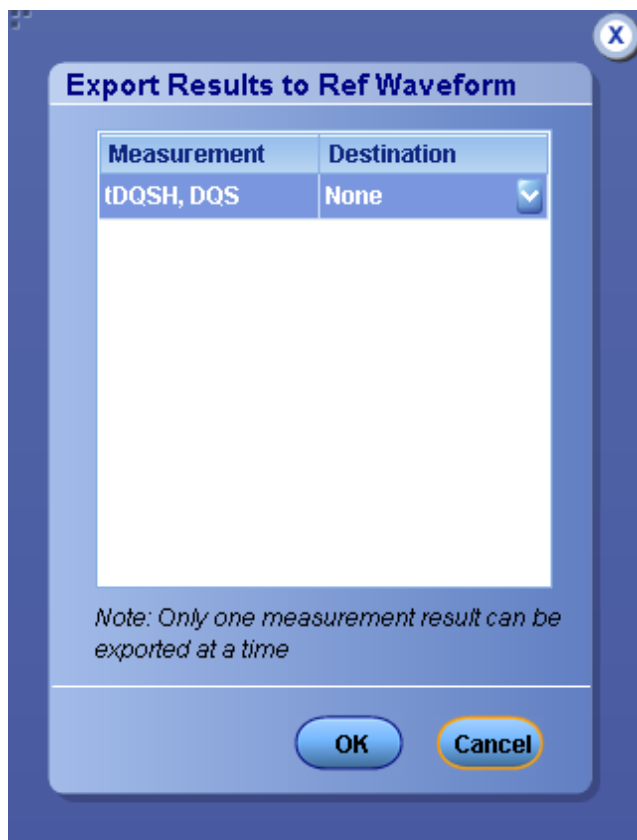 X
Export Results to Ref Waveform
Measurement Destination
tDQSH, DQS None
Note: Only one measurement result can be
exported at a time
OK Cancel